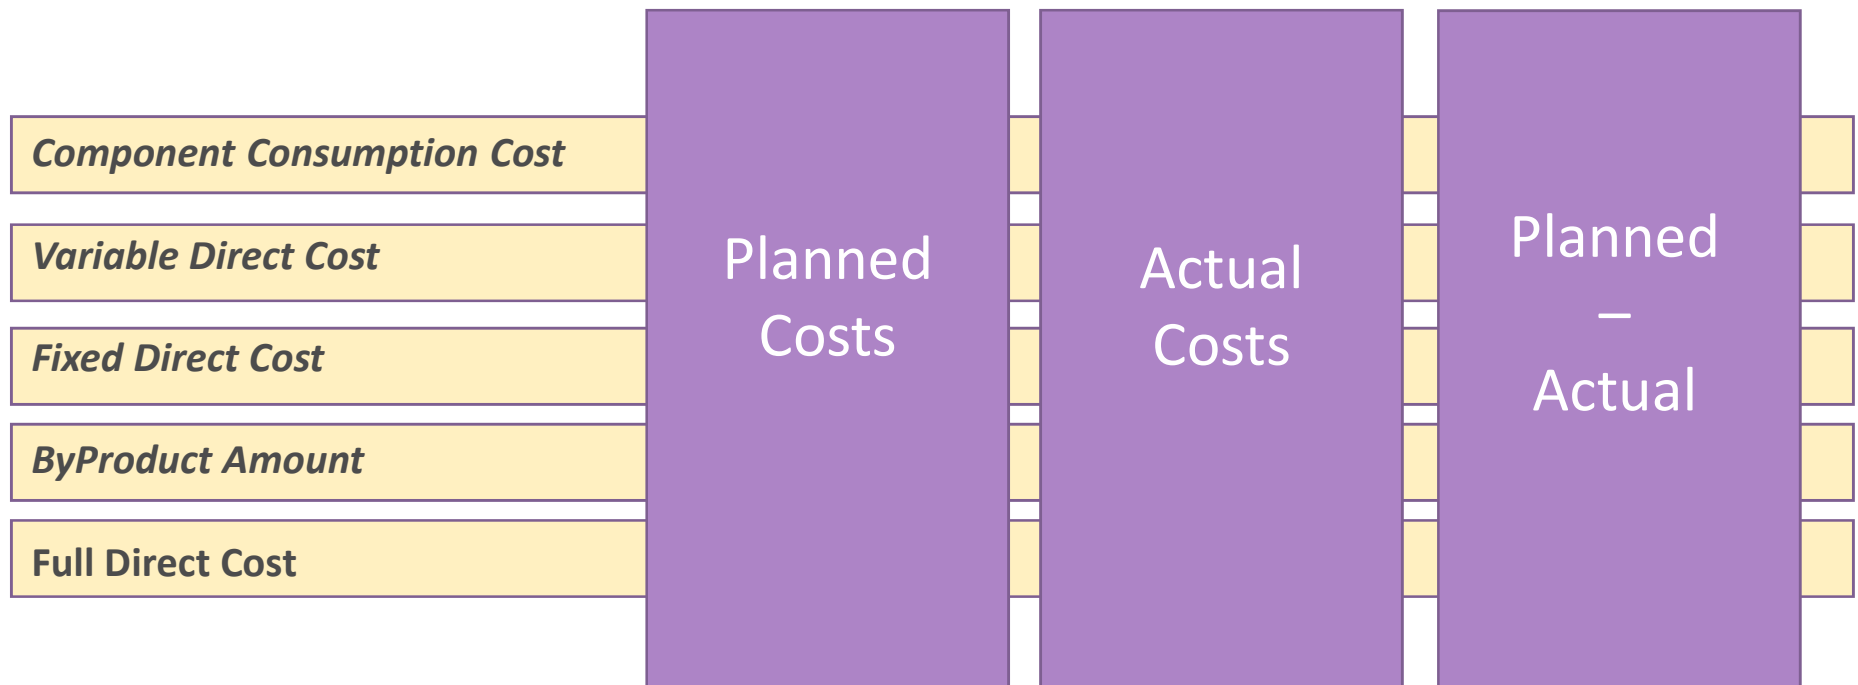 Component Consumption Cost
Variable Direct Cost
Fixed Direct Cost
ByProduct Amount
Full Direct Cost
Planned
Costs
Actual
Costs
Planned
–
Actual